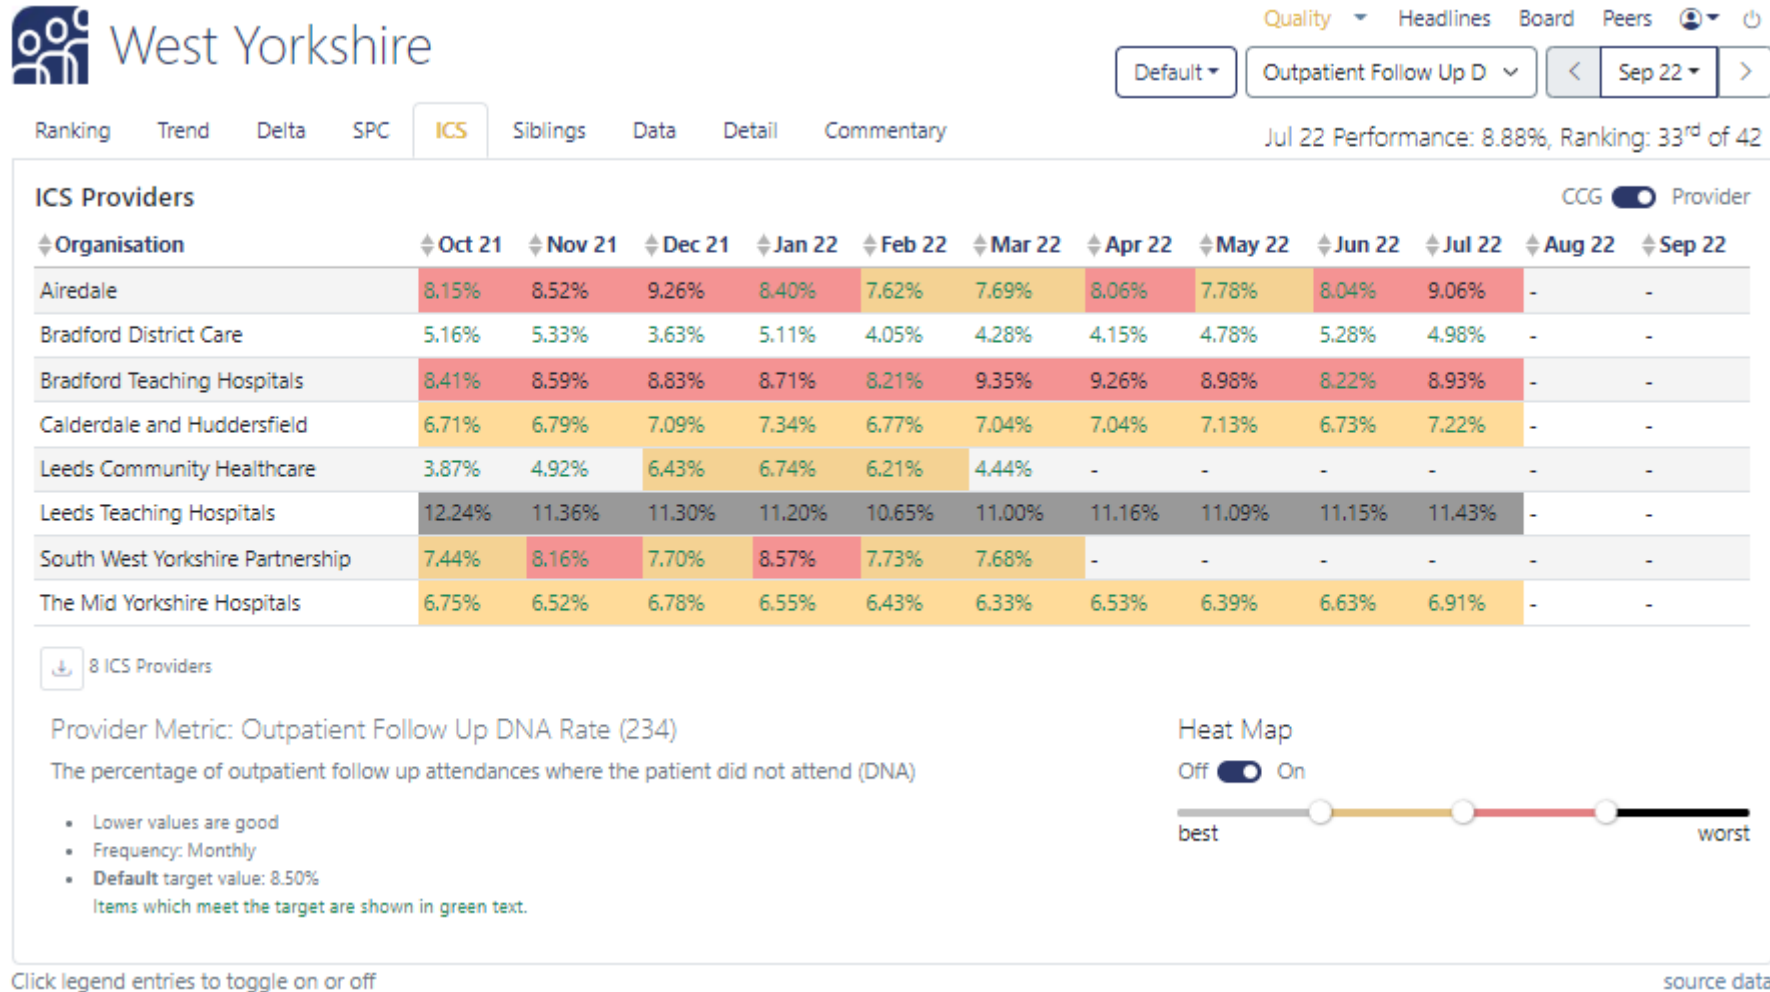 West Yorkshire
Quality Headlines Board Peers
Default Outpatient Follow Up D Sep 22
Ranking Trend Delta SPC ICS Siblings Data Detail Commentary
Jul 22 Performance: 8.88%, Ranking: 33rd of 42
ICS Providers
CCG Provider
Organisation Oct 21 Nov 21 Dec 21 Jan 22 Feb 22 Mar 22 Apr 22 May 22 Jun 22 Jul 22 Aug 22 Sep 22
Airedale 8.15% 8.52% 9.26% 8.40% 7.62% 7.69% 8.06% 7.78% 8.04% 9.06% - -
Bradford District Care 5.16% 5.33% 3.63% 5.11% 4.05% 4.28% 4.15% 4.78% 5.28% 4.98% - -
Bradford Teaching Hospitals 8.41% 8.59% 8.83% 8.71% 8.21% 9.35% 9.26% 8.98% 8.22% 8.93% - -
Calderdale and Huddersfield 6.71% 6.79% 7.09% 7.34% 6.77% 7.04% 7.04% 7.13% 6.73% 7.22% - -
Leeds Community Healthcare 3.87% 4.92% 6.43% 6.74% 6.21% 4.44% - - - - - -
Leeds Teaching Hospitals 12.24% 11.36% 11.30% 11.20% 10.65% 11.00% 11.16% 11.09% 11.15% 11.43% - -
South West Yorkshire Partnership 7.44% 8.16% 7.70% 8.57% 7.73% 7.68% - - - - - -
The Mid Yorkshire Hospitals 6.75% 6.52% 6.78% 6.55% 6.43% 6.33% 6.53% 6.39% 6.63% 6.91% - -
8 ICS Providers
Provider Metric: Outpatient Follow Up DNA Rate (234)
The percentage of outpatient follow up attendances where the patient did not attend (DNA)
• Lower values are good
• Frequency: Monthly
• Default target value: 8.50%
Items which meet the target are shown in green text.
Heat Map
Off On
best worst
Click legend entries to toggle on or off
source data